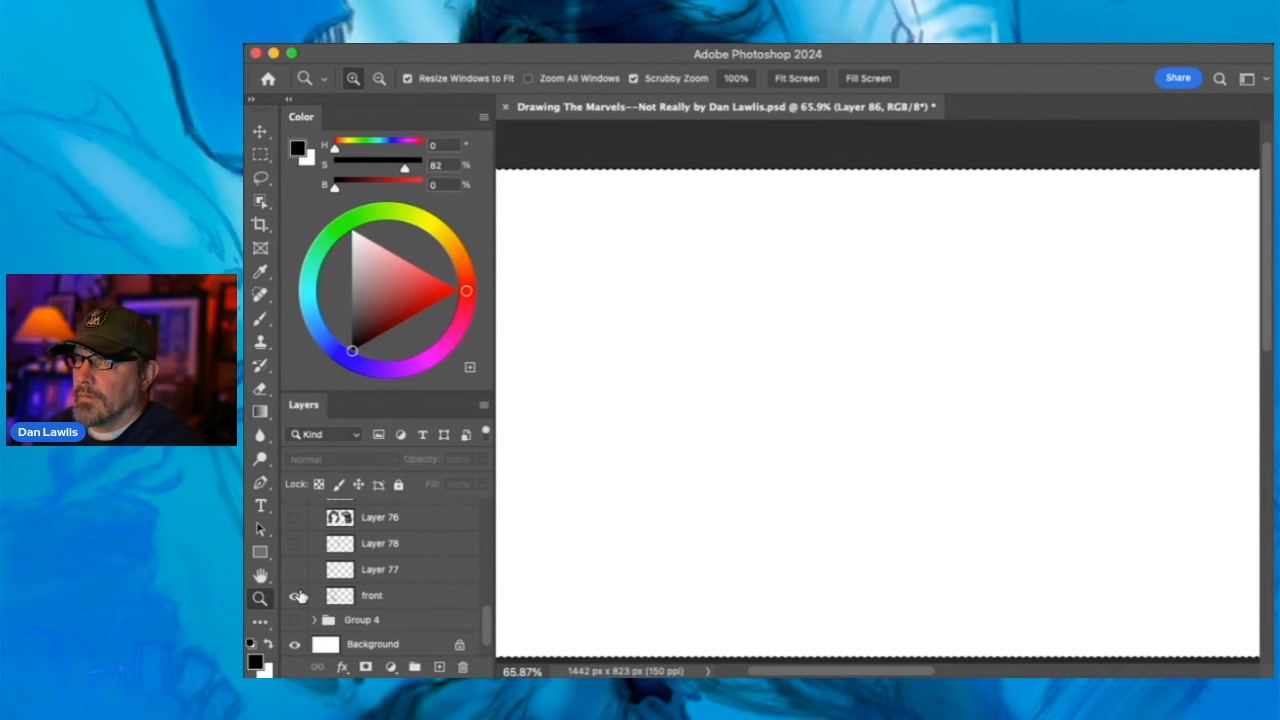 Adobe Photoshop 2024
Resize Windows to Fit Zoom All Windows Scrubby Zoom 100% Fit Screen Fill Screen Share
Color
Drawing The Marvels--Not Really by Dan Lawlis.psd @ 65.9% (Layer 86, RGB/8*) *
H 0 °
S 82 %
B 0 %
Dan Lawlis
Layers
Kind
Normal Opacity: 100%
Lock: Fill: 100%
Layer 76
Layer 78
Layer 77
front
Group 4
Background
65.87% 1442 px x 823 px (150 ppi)